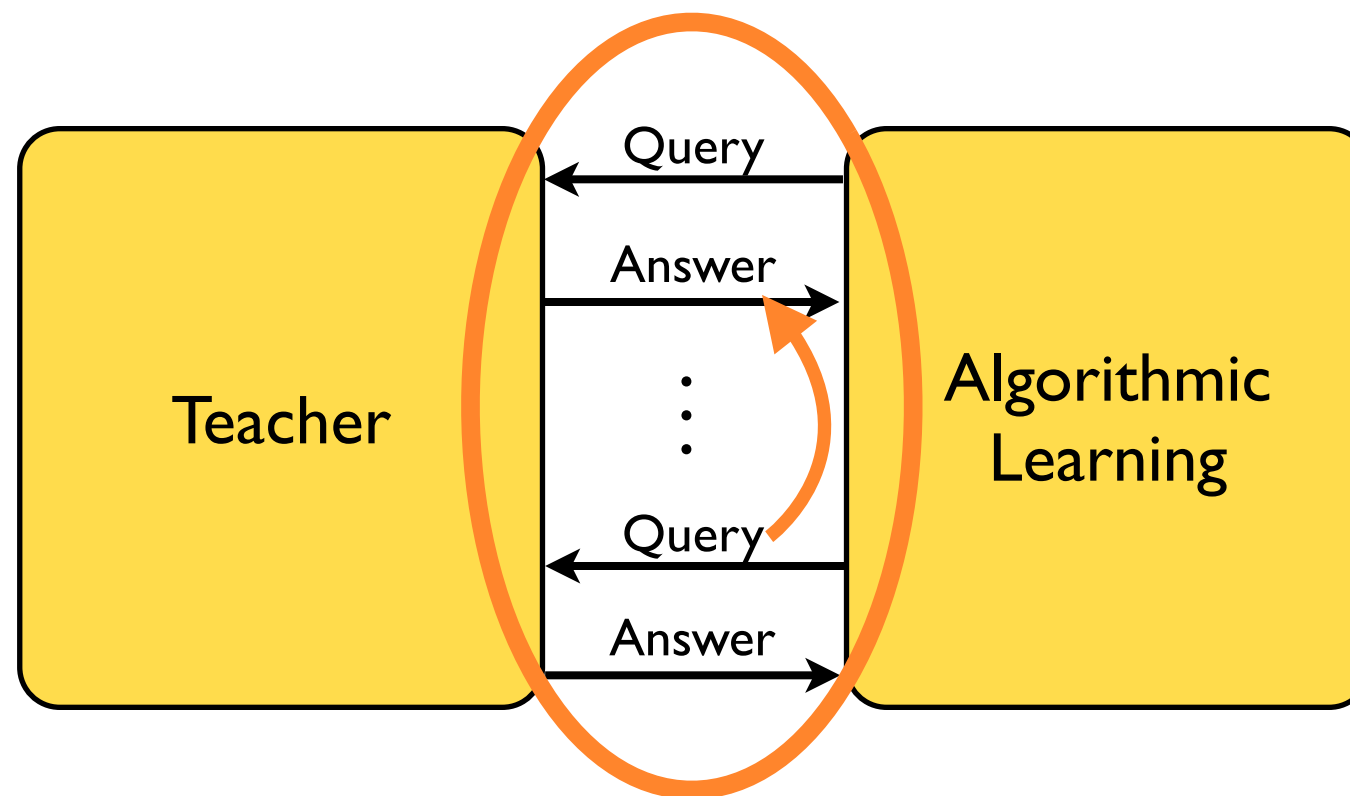 Query
Answer
Teacher
Algorithmic
Learning
Query
Answer